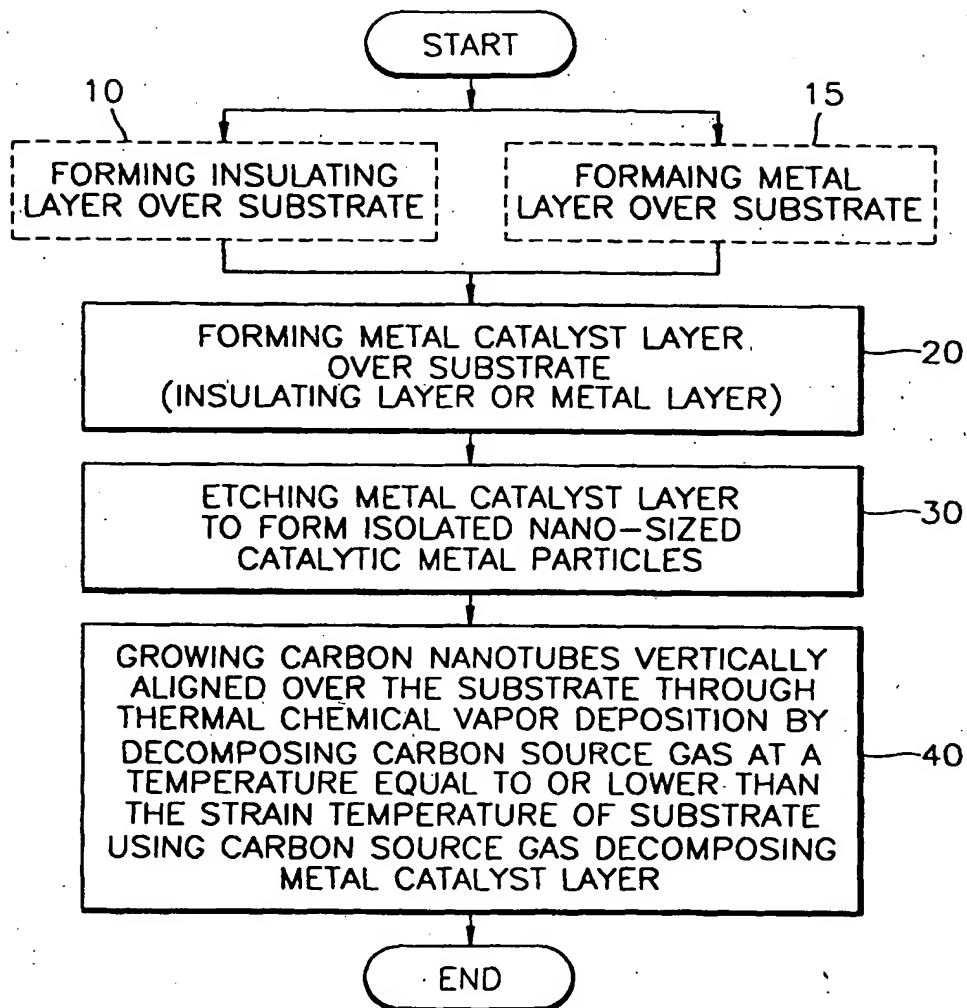 START
10
15
FORMING INSULATING
LAYER OVER SUBSTRATE
FORMAING METAL
LAYER OVER SUBSTRATE
FORMING METAL CATALYST LAYER
OVER SUBSTRATE
(INSULATING LAYER OR METAL LAYER)
20
ETCHING METAL CATALYST LAYER
TO FORM ISOLATED NANO-SIZED
CATALYTIC METAL PARTICLES
30
GROWING CARBON NANOTUBES VERTICALLY
ALIGNED OVER THE SUBSTRATE THROUGH
THERMAL CHEMICAL VAPOR DEPOSITION BY
DECOMPOSING CARBON SOURCE GAS AT A
TEMPERATURE EQUAL TO OR LOWER THAN
THE STRAIN TEMPERATURE OF SUBSTRATE
USING CARBON SOURCE GAS DECOMPOSING
METAL CATALYST LAYER
40
END